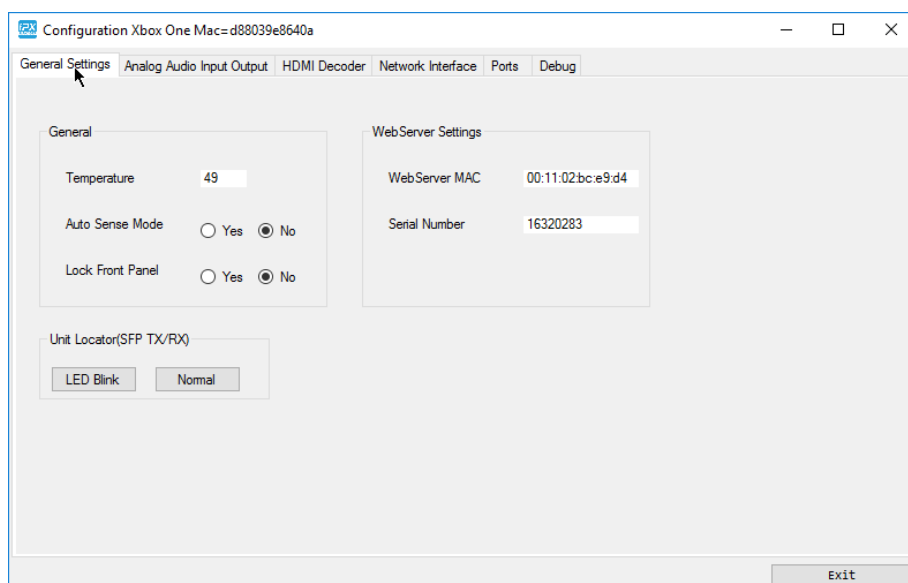 IPX
Configuration Xbox One Mac=d88039e8640a
General Settings Analog Audio Input Output HDMI Decoder Network Interface Ports Debug
General
Temperature 49
Auto Sense Mode Yes No
Lock Front Panel Yes No
WebServer Settings
WebServer MAC 00:11:02:bc:e9:d4
Serial Number 16320283
Unit Locator(SFP TX/RX)
LED Blink Normal
Exit